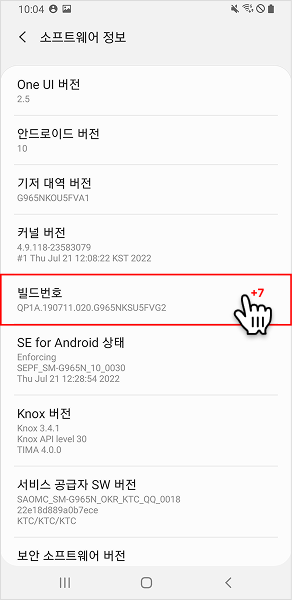 10:04
소프트웨어 정보
One UI 버전
2.5
안드로이드 버전
10
기저 대역 버전
G965NKOU5FVA1
커널 버전
4.9.118-23583079
#1 Thu Jul 21 12:08:22 KST 2022
빌드번호
+7
QP1A.190711.020.G965NKSU5FVG2
SE for Android 상태
Enforcing
SEPF_SM-G965N_10_0030
Thu Jul 21 12:28:54 2022
Knox 버전
Knox 3.4.1
Knox API level 30
TIMA 4.0.0
서비스 공급자 SW 버전
SAOMC_SM-G965N_OKR_KTC_QQ_0018
22e18d889a0b7ece
KTC/KTC/KTC
보안 소프트웨어 버전